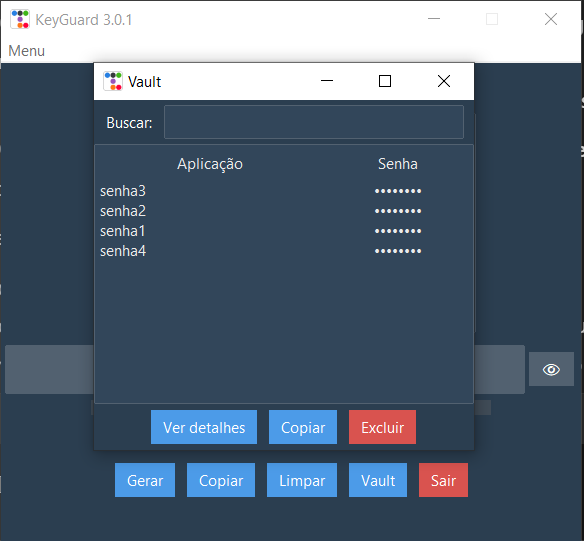 KeyGuard 3.0.1
Menu
Vault
Buscar:
Aplicação Senha
senha3 ••••••••
senha2 ••••••••
senha1 ••••••••
senha4 ••••••••
Ver detalhes Copiar Excluir
Gerar Copiar Limpar Vault Sair